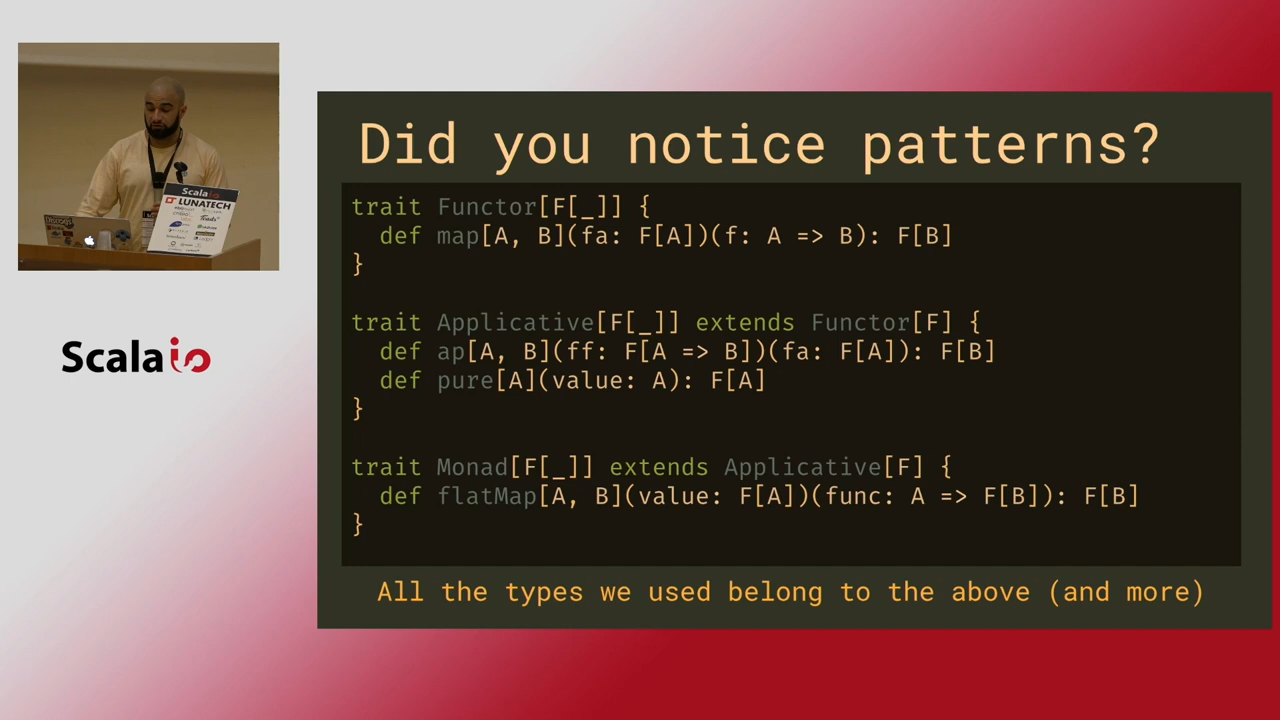 Did you notice patterns?
trait Functor[F[_]] {
  def map[A, B](fa: F[A])(f: A => B): F[B]
}
trait Applicative[F[_]] extends Functor[F] {
  def ap[A, B](ff: F[A => B])(fa: F[A]): F[B]
  def pure[A](value: A): F[A]
}
trait Monad[F[_]] extends Applicative[F] {
  def flatMap[A, B](value: F[A])(func: A => F[B]): F[B]
}
All the types we used belong to the above (and more)
Scalaio
LUNATECH
Scalaio